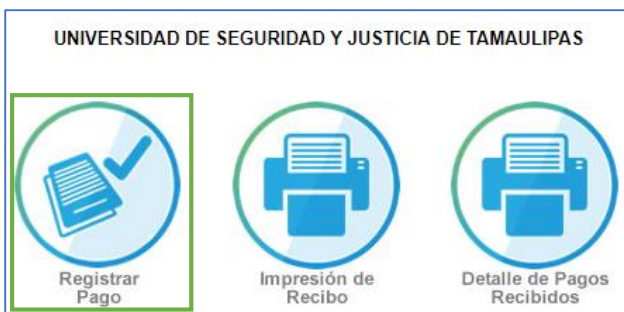 UNIVERSIDAD DE SEGURIDAD Y JUSTICIA DE TAMAULIPAS
Registrar
Pago
Impresión de
Recibo
Detalle de Pagos
Recibidos